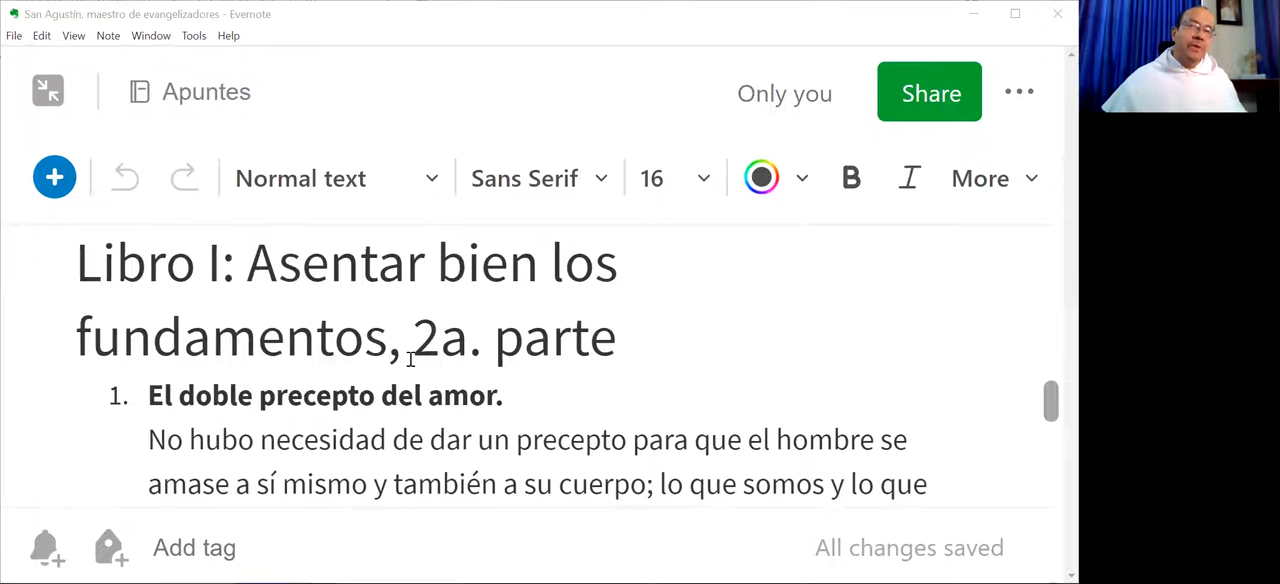 San Agustín, maestro de evangelizadores - Evernote
File Edit View Note Window Tools Help
Apuntes Only you Share
Normal text Sans Serif 16 B I More
Libro I: Asentar bien los
fundamentos, 2a. parte
1. El doble precepto del amor.
No hubo necesidad de dar un precepto para que el hombre se
amase a sí mismo y también a su cuerpo; lo que somos y lo que
Add tag All changes saved